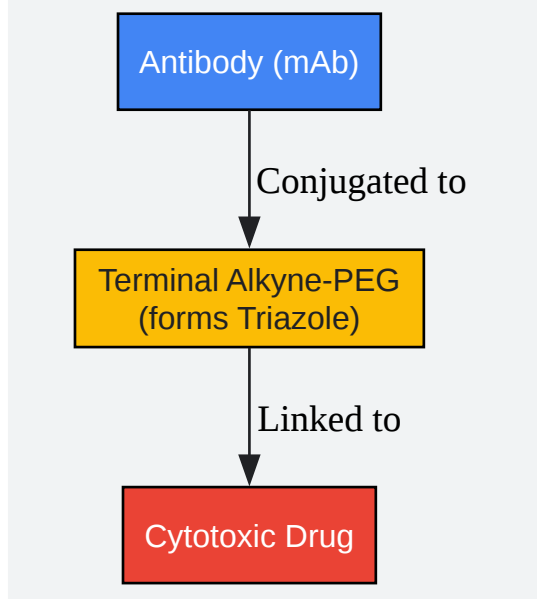 Antibody (mAb)
Conjugated to
Terminal Alkyne-PEG
(forms Triazole)
Linked to
Cytotoxic Drug